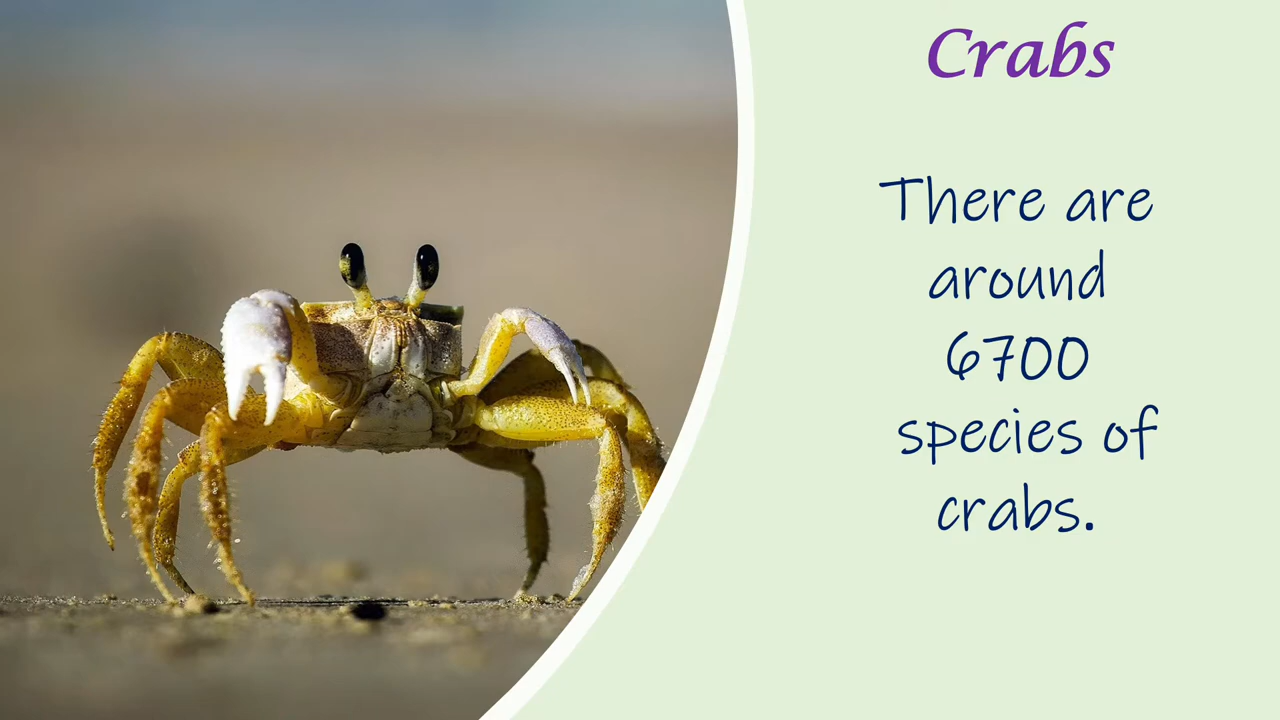 Crabs
There are
around
6700
species of
crabs.